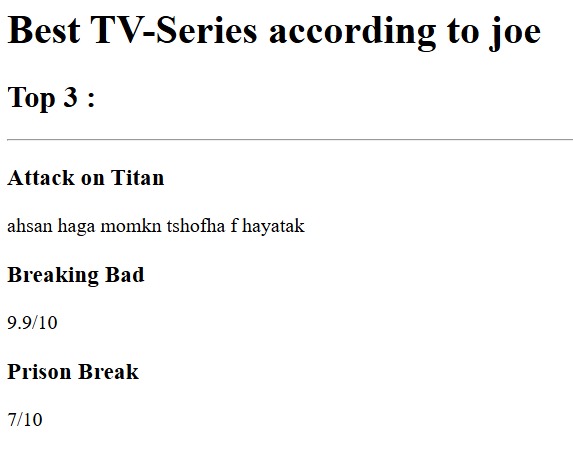 Best TV-Series according to joe
Top 3 :
Attack on Titan
ahsan haga momkn tshofha f hayatak
Breaking Bad
9.9/10
Prison Break
7/10